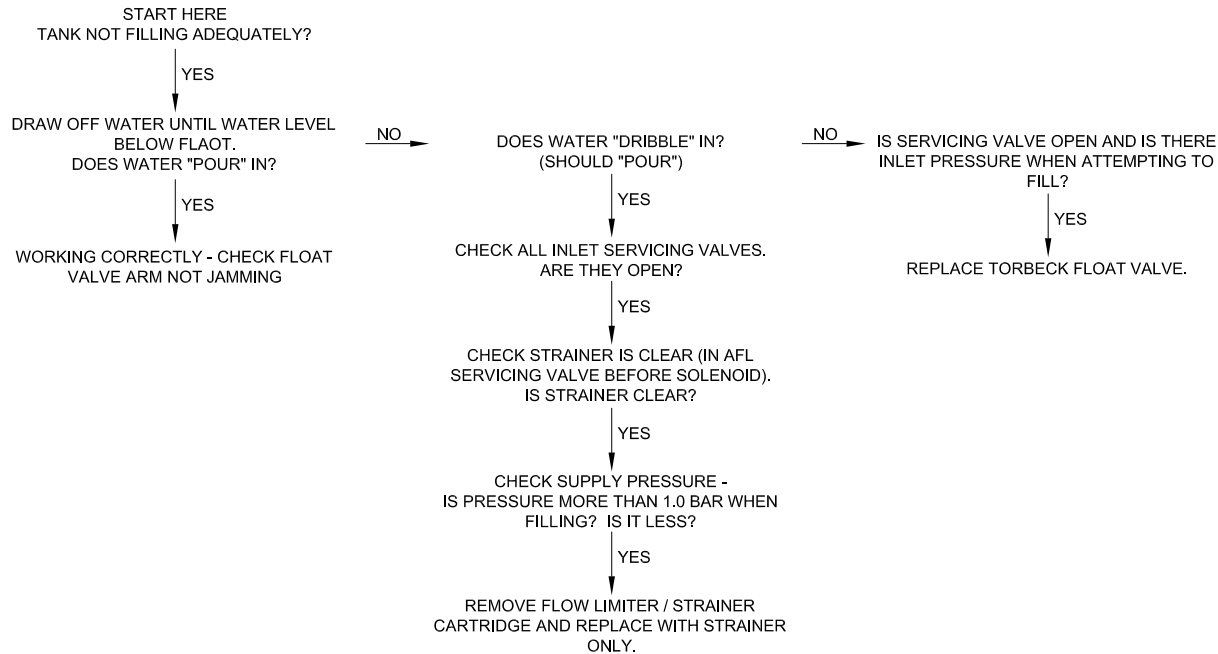 START HERE
TANK NOT FILLING ADEQUATELY?
YES
DRAW OFF WATER UNTIL WATER LEVEL
BELOW FLAOT.
DOES WATER "POUR" IN?
YES
WORKING CORRECTLY - CHECK FLOAT
VALVE ARM NOT JAMMING
NO
DOES WATER "DRIBBLE" IN?
(SHOULD "POUR")
YES
CHECK ALL INLET SERVICING VALVES.
ARE THEY OPEN?
YES
CHECK STRAINER IS CLEAR (IN AFL
SERVICING VALVE BEFORE SOLENOID).
IS STRAINER CLEAR?
YES
CHECK SUPPLY PRESSURE -
IS PRESSURE MORE THAN 1.0 BAR WHEN
FILLING? IS IT LESS?
YES
REMOVE FLOW LIMITER / STRAINER
CARTRIDGE AND REPLACE WITH STRAINER
ONLY.
NO
IS SERVICING VALVE OPEN AND IS THERE
INLET PRESSURE WHEN ATTEMPTING TO
FILL?
YES
REPLACE TORBECK FLOAT VALVE.